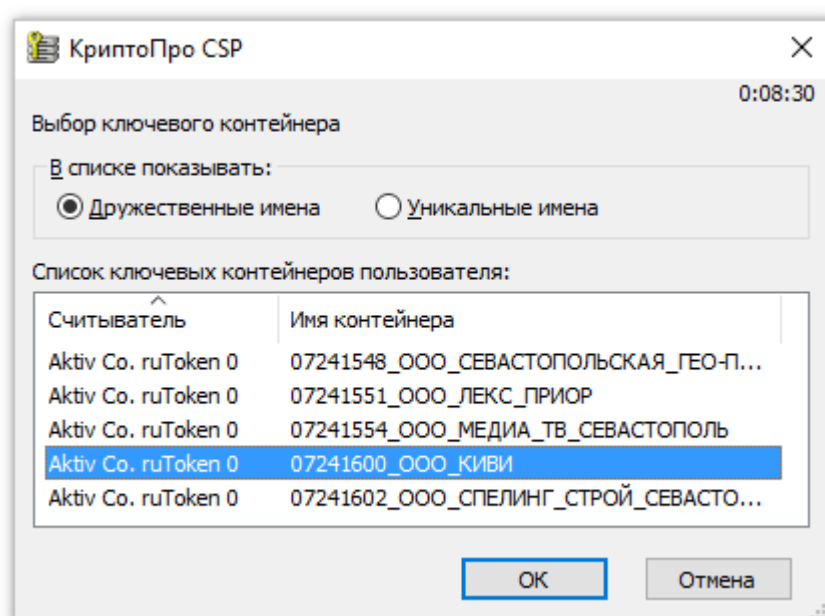 КриптоПро CSP
0:08:30
Выбор ключевого контейнера
В списке показывать:
Дружественные имена Уникальные имена
Список ключевых контейнеров пользователя:
Считыватель Имя контейнера
Aktiv Co. ruToken 0 07241548_ООО_СЕВАСТОПОЛЬСКАЯ_ГЕО-П...
Aktiv Co. ruToken 0 07241551_ООО_ЛЕКС_ПРИОР
Aktiv Co. ruToken 0 07241554_ООО_МЕДИА_ТВ_СЕВАСТОПОЛЬ
Aktiv Co. ruToken 0 07241600_ООО_КИВИ
Aktiv Co. ruToken 0 07241602_ООО_СПЕЛИНГ_СТРОЙ_СЕВАСТО...
ОК Отмена